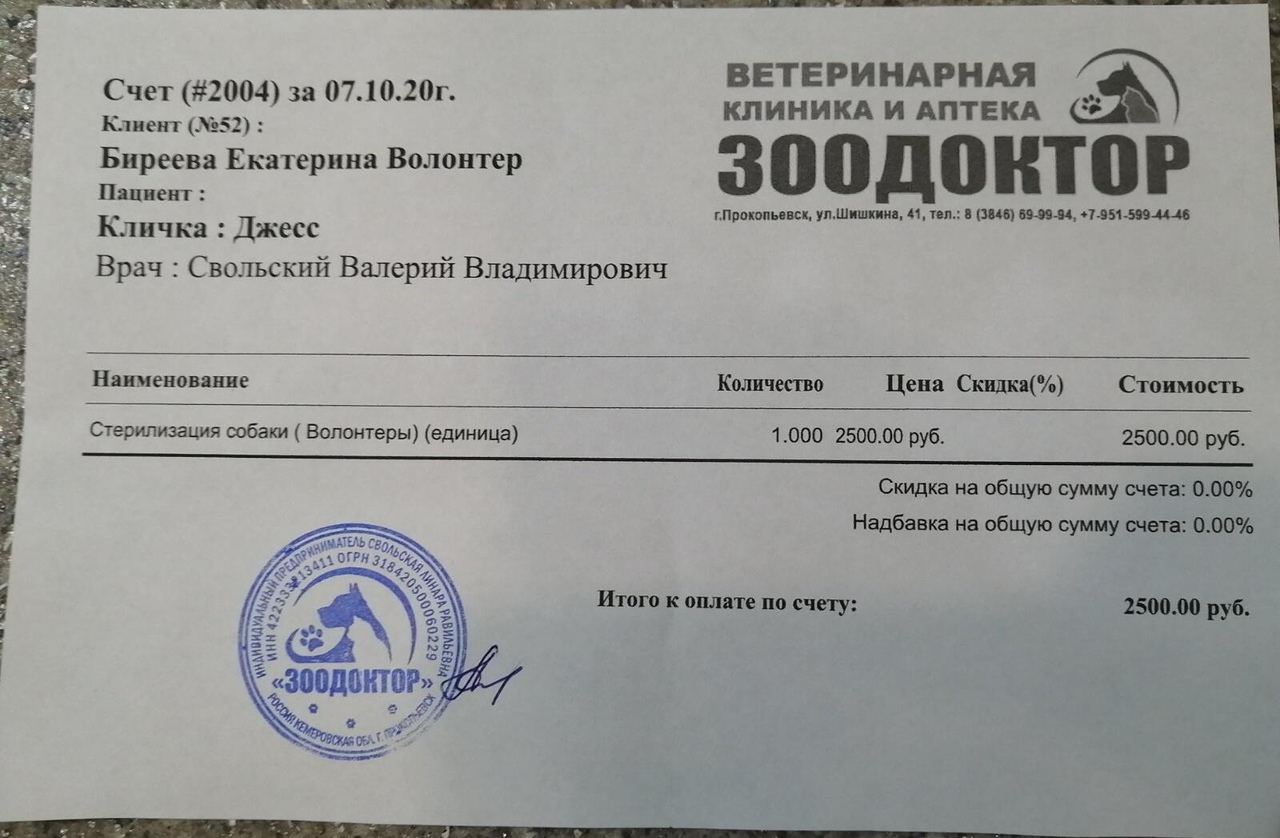 Счет (#2004) за 07.10.20г.
Клиент (№52) :
Биреева Екатерина Волонтер
Пациент :
Кличка : Джесс
Врач : Свольский Валерий Владимирович
ВЕТЕРИНАРНАЯ
КЛИНИКА И АПТЕКА
ЗООДОКТОР
г.Прокопьевск, ул.Шишкина, 41, тел.: 8 (3846) 69-99-94, +7-951-599-44-46
Наименование Количество Цена Скидка(%) Стоимость
Стерилизация собаки ( Волонтеры) (единица) 1.000 2500.00 руб. 2500.00 руб.
Скидка на общую сумму счета: 0.00%
Надбавка на общую сумму счета: 0.00%
Итого к оплате по счету: 2500.00 руб.
ИНДИВИДУАЛЬНЫЙ ПРЕДПРИНИМАТЕЛЬ СВОЛЬСКАЯ ЛИНАРА РАВИЛЬЕВНА
ИНН ОГРН 318420500060229
«ЗООДОКТОР»
РОССИЯ КЕМЕРОВСКАЯ ОБЛ. Г. ПРОКОПЬЕВСК